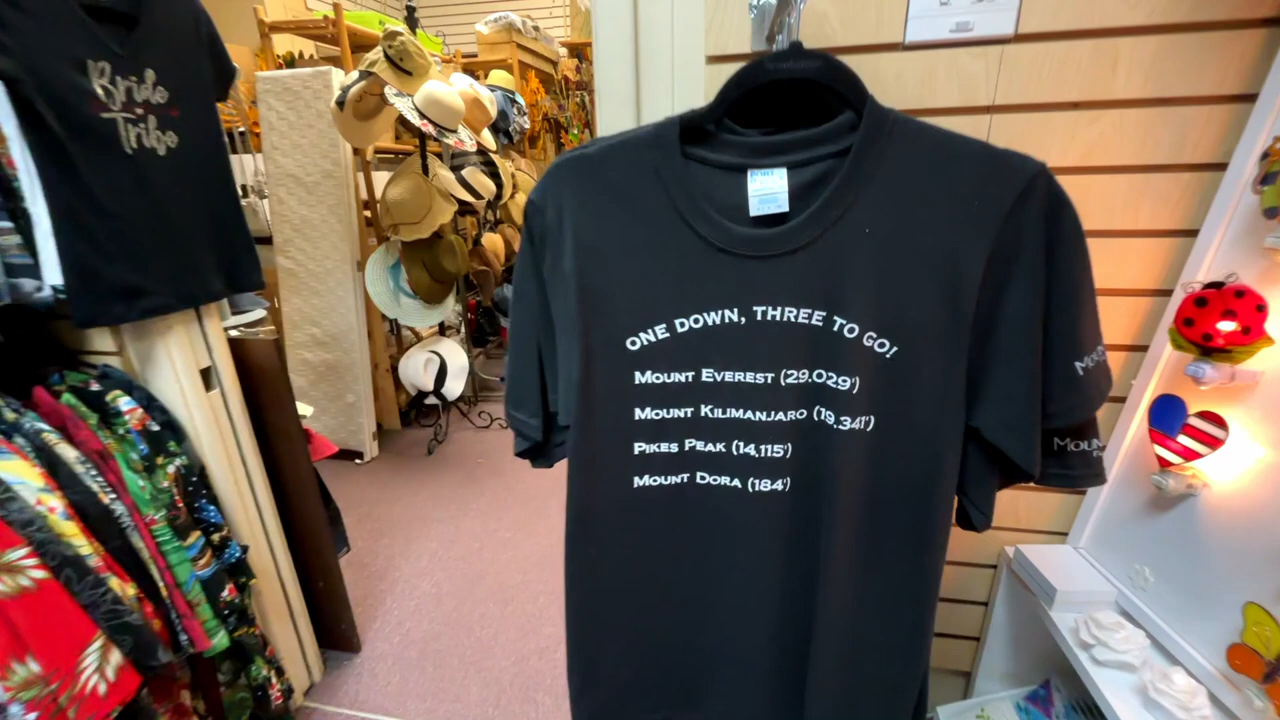 Bride
Tribe
ONE DOWN, THREE TO GO!
MOUNT EVEREST (29.029')
MOUNT KILIMANJARO (19.341')
PIKES PEAK (14,115')
MOUNT DORA (184')